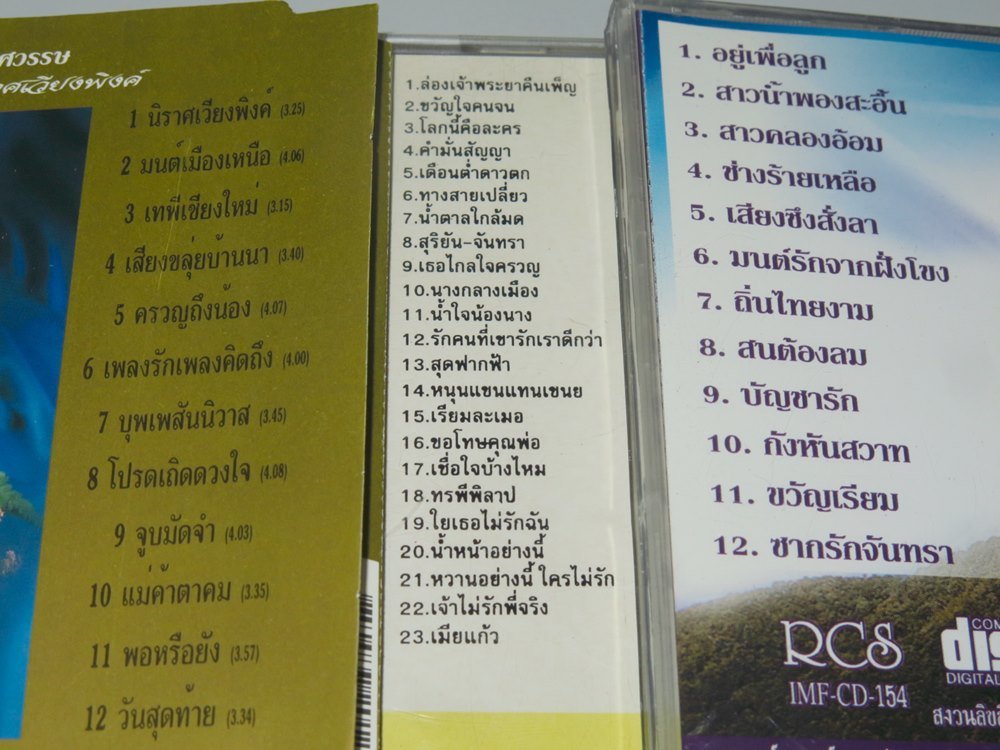 ศวรรษ
าศเวียงพิงค์
1 นิราศเวียงพิงค์ (3.25)
2 มนต์เมืองเหนือ (4.06)
3 เทพีเชียงใหม่ (3.15)
4 เสียงขลุ่ยบ้านนา (3.40)
5 ครวญถึงน้อง (4.07)
6 เพลงรักเพลงคิดถึง (4.00)
7 บุพเพสันนิวาส (3.45)
8 โปรดเถิดดวงใจ (4.08)
9 จูบมัดจำ (4.03)
10 แม่ค้าตาคม (3.35)
11 พอหรือยัง (3.57)
12 วันสุดท้าย (3.34)
1.ล่องเจ้าพระยาคืนเพ็ญ
2.ขวัญใจคนจน
3.โลกนี้คือละคร
4.คำมั่นสัญญา
5.เดือนต่ำดาวตก
6.ทางสายเปลี่ยว
7.น้ำตาลใกล้มด
8.สุริยัน-จันทรา
9.เธอไกลใจครวญ
10.นางกลางเมือง
11.น้ำใจน้องนาง
12.รักคนที่เขารักเราดีกว่า
13.สุดฟากฟ้า
14.หนุนแขนแทนเขนย
15.เรียมละเมอ
16.ขอโทษคุณพ่อ
17.เชื่อใจบ้างไหม
18.ทรพีพิลาป
19.ใยเธอไม่รักฉัน
20.น้ำหน้าอย่างนี้
21.หวานอย่างนี้ ใครไม่รัก
22.เจ้าไม่รักพี่จริง
23.เมียแก้ว
1. อยู่เพื่อลูก
2. สาวน้ำพองสะอื้น
3. สาวคลองอ้อม
4. ช่างร้ายเหลือ
5. เสียงซึงสั่งลา
6. มนต์รักจากฝั่งโขง
7. ถิ่นไทยงาม
8. สนต้องลม
9. บัญชารัก
10. กังหันสวาท
11. ขวัญเรียม
12. ซากรักจันทรา
RCS
IMF-CD-154
COM
dis
DIGITAL
สงวนลิขสิ